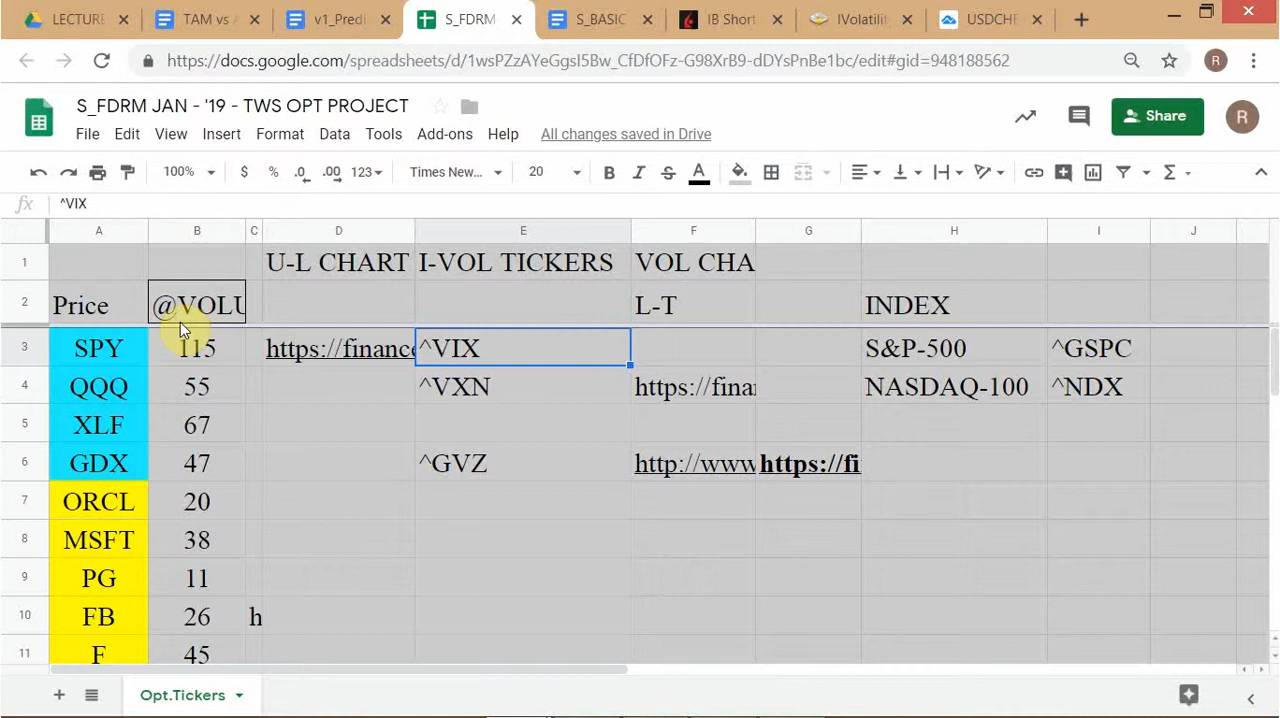 LECTURE
TAM vs A
v1_Predi
S_FDRM
S_BASIC
IB Short
IVolatilit
USDCHF
https://docs.google.com/spreadsheets/d/1wsPZzAYeGgsI5Bw_CfDfOFz-G98XrB9-dDYsPnBe1bc/edit#gid=948188562
R
S_FDRM JAN - '19 - TWS OPT PROJECT
Share
R
File Edit View Insert Format Data Tools Add-ons Help All changes saved in Drive
100% $ % .0 .00 123 Times New... 20 B I S A Σ
fx ^VIX
A B C D E F G H I J
1 U-L CHART I-VOL TICKERS VOL CHA
2 Price @VOLU L-T INDEX
3 SPY 115 https://finance ^VIX S&P-500 ^GSPC
4 QQQ 55 ^VXN https://fina NASDAQ-100 ^NDX
5 XLF 67
6 GDX 47 ^GVZ http://www https://fi
7 ORCL 20
8 MSFT 38
9 PG 11
10 FB 26 h
11 F 45
Opt.Tickers